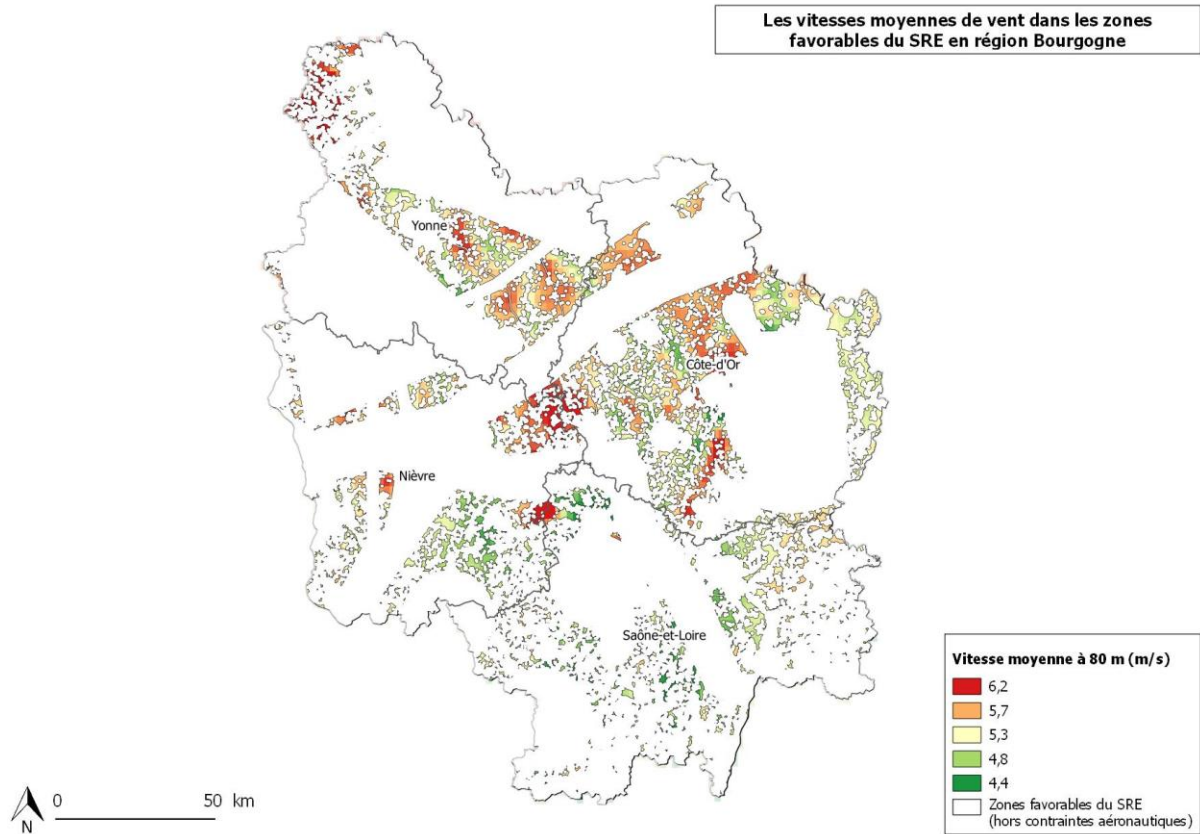 Les vitesses moyennes de vent dans les zones
favorables du SRE en région Bourgogne
Yonne
Côte-d'Or
Nièvre
Saône-et-Loire
Vitesse moyenne à 80 m (m/s)
6,2
5,7
5,3
4,8
4,4
Zones favorables du SRE
(hors contraintes aéronautiques)
0 50 km
N